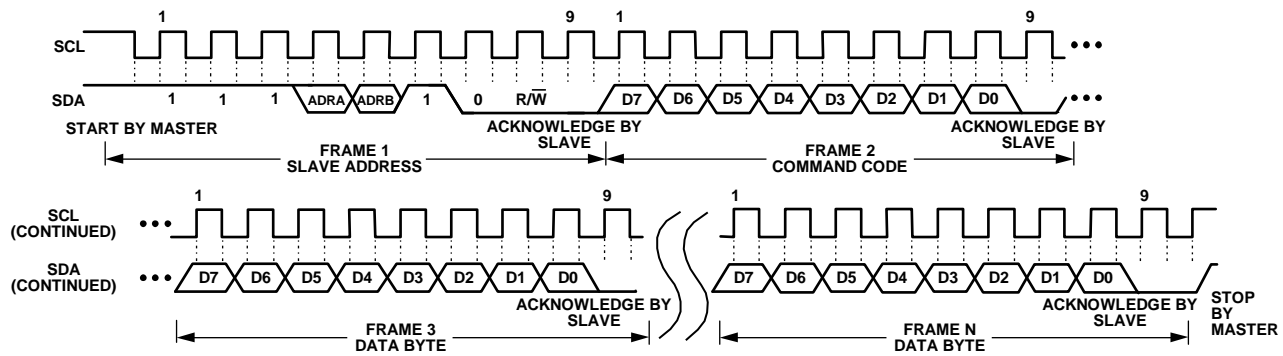 1 9 1 9
SCL
SDA 1 1 1 ADRA ADRB 1 0 R/W̅ D7 D6 D5 D4 D3 D2 D1 D0
START BY MASTER ACKNOWLEDGE BY SLAVE ACKNOWLEDGE BY SLAVE
FRAME 1 SLAVE ADDRESS
FRAME 2 COMMAND CODE
1 9 1 9
SCL (CONTINUED)
SDA (CONTINUED) D7 D6 D5 D4 D3 D2 D1 D0 D7 D6 D5 D4 D3 D2 D1 D0
ACKNOWLEDGE BY SLAVE ACKNOWLEDGE BY SLAVE STOP BY MASTER
FRAME 3 DATA BYTE
FRAME N DATA BYTE